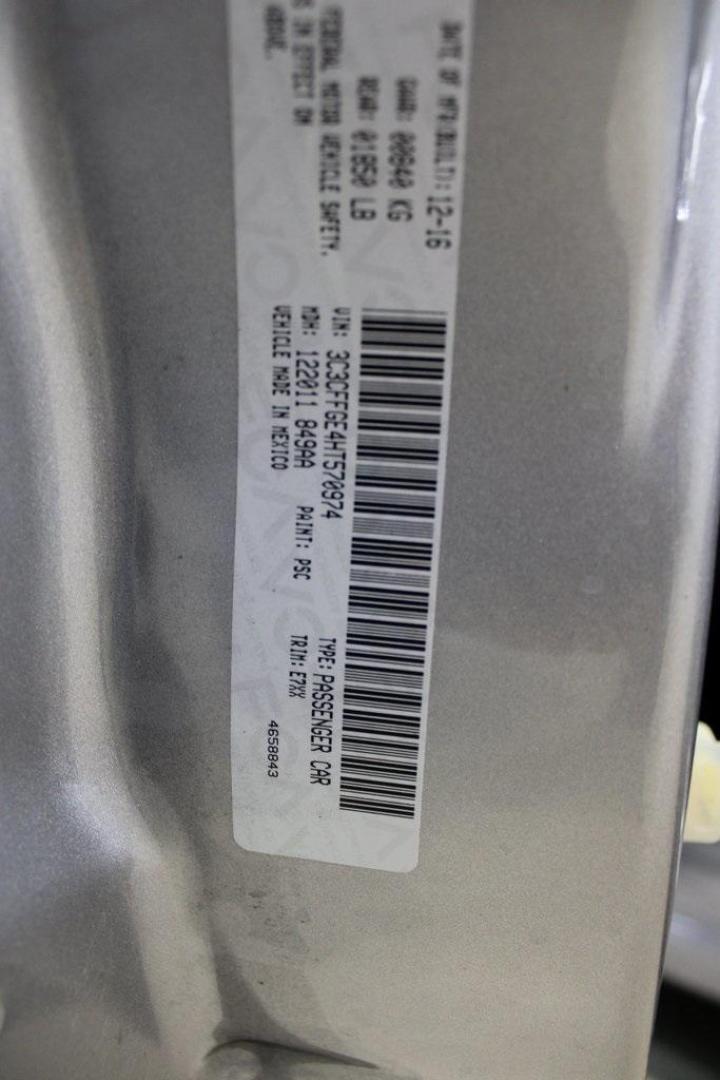 DATE OF MFR(BUILT): 12-16
GAWR: 00840 KG
REAR: 01850 LB
FEDERAL MOTOR VEHICLE SAFETY,
IN EFFECT ON
ABOVE.
VIN: 3C3CFFGE4HT570974
TYPE: PASSENGER CAR
MDH: 122011 849AA
PAINT: PSC
TRIM: E7XX
VEHICLE MADE IN MEXICO
4658843